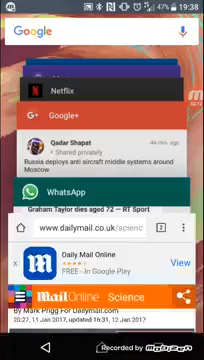 47% 19:38
Google
Netflix
Google+
Qadar Shapat
44 min. ago
Shared privately
Russia deploys anti aircraft middle systems around
Moscow
WhatsApp
Graham Taylor dies aged 72 — RT Sport
www.dailymail.co.uk/scienc
2
x
Daily Mail Online
FREE - In Google Play
View
MailOnline Science
By Mark Prigg For Dailymail.com
20:27, 11 Jan 2017, updated 16:31, 12 Jan 2017
Recorded by